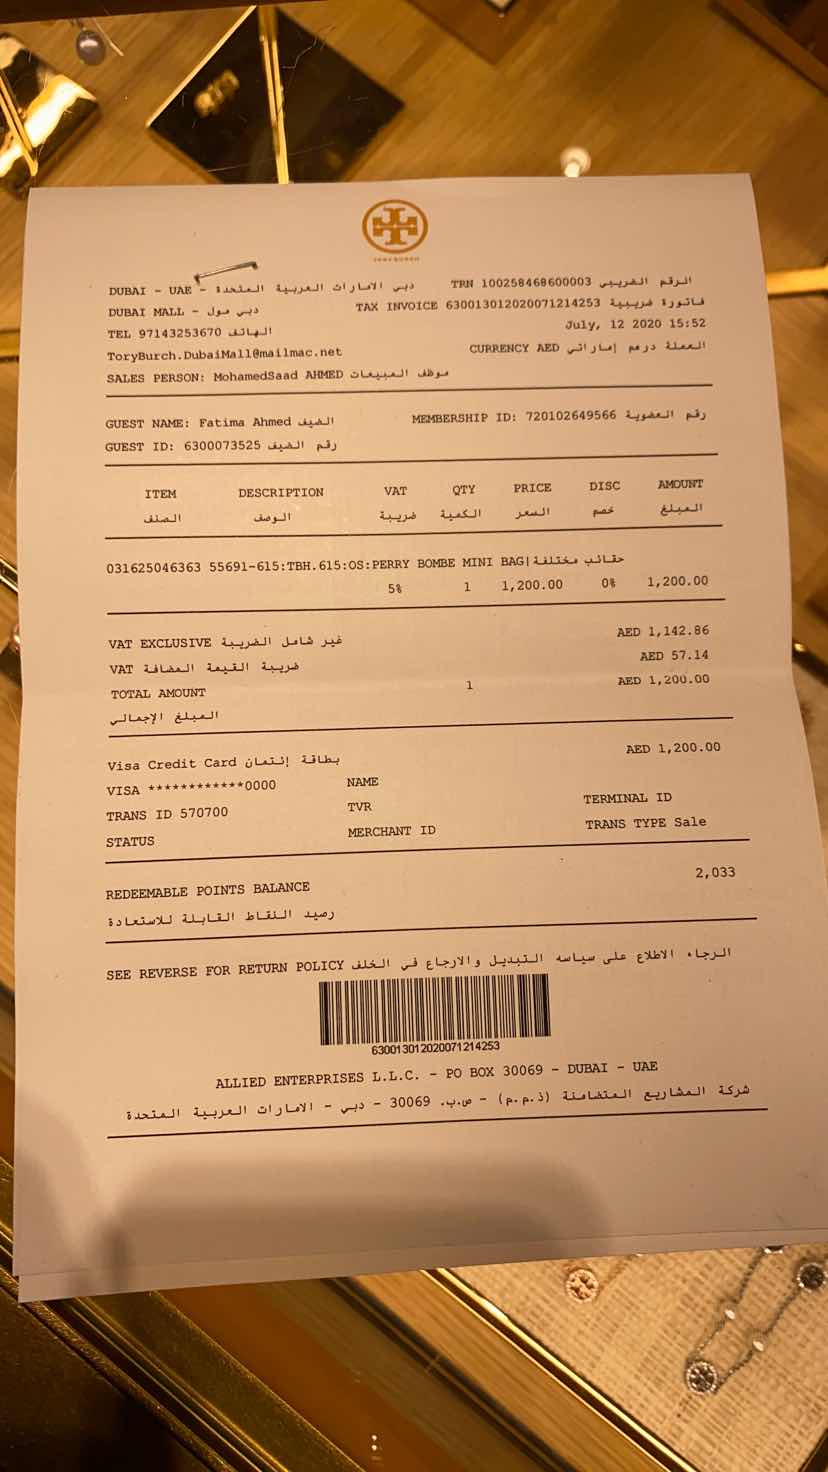 TORY BURCH
DUBAI - UAE - دبي الامارات العربية المتحدة
TRN 100258468600003 الرقم الضريبي
DUBAI MALL - دبي مول
TAX INVOICE 630013012020071214253 فاتورة ضريبية
TEL 97143253670 الهاتف
July, 12 2020 15:52
ToryBurch.DubaiMall@mailmac.net
CURRENCY AED العملة درهم إماراتي
SALES PERSON: MohamedSaad AHMED موظف المبيعات
GUEST NAME: Fatima Ahmed الضيف
MEMBERSHIP ID: 720102649566 رقم العضوية
GUEST ID: 6300073525 رقم الضيف
ITEM DESCRIPTION VAT QTY PRICE DISC AMOUNT
الصنف الوصف ضريبة الكمية السعر خصم المبلغ
031625046363 55691-615:TBH.615:OS:PERRY BOMBE MINI BAG|حقائب مختلفة
5% 1 1,200.00 0% 1,200.00
VAT EXCLUSIVE غير شامل الضريبة AED 1,142.86
VAT ضريبة القيمة المضافة AED 57.14
TOTAL AMOUNT 1 AED 1,200.00
المبلغ الإجمالي
Visa Credit Card بطاقة إئتمان AED 1,200.00
VISA ************0000 NAME
TRANS ID 570700 TVR TERMINAL ID
STATUS MERCHANT ID TRANS TYPE Sale
REDEEMABLE POINTS BALANCE 2,033
رصيد النقاط القابلة للاستعادة
SEE REVERSE FOR RETURN POLICY الرجاء الاطلاع على سياسه التبديل والارجاع في الخلف
630013012020071214253
ALLIED ENTERPRISES L.L.C. - PO BOX 30069 - DUBAI - UAE
شركة المشاريع المتضامنة (ذ.م.م) - ص.ب. 30069 - دبي - الامارات العربية المتحدة